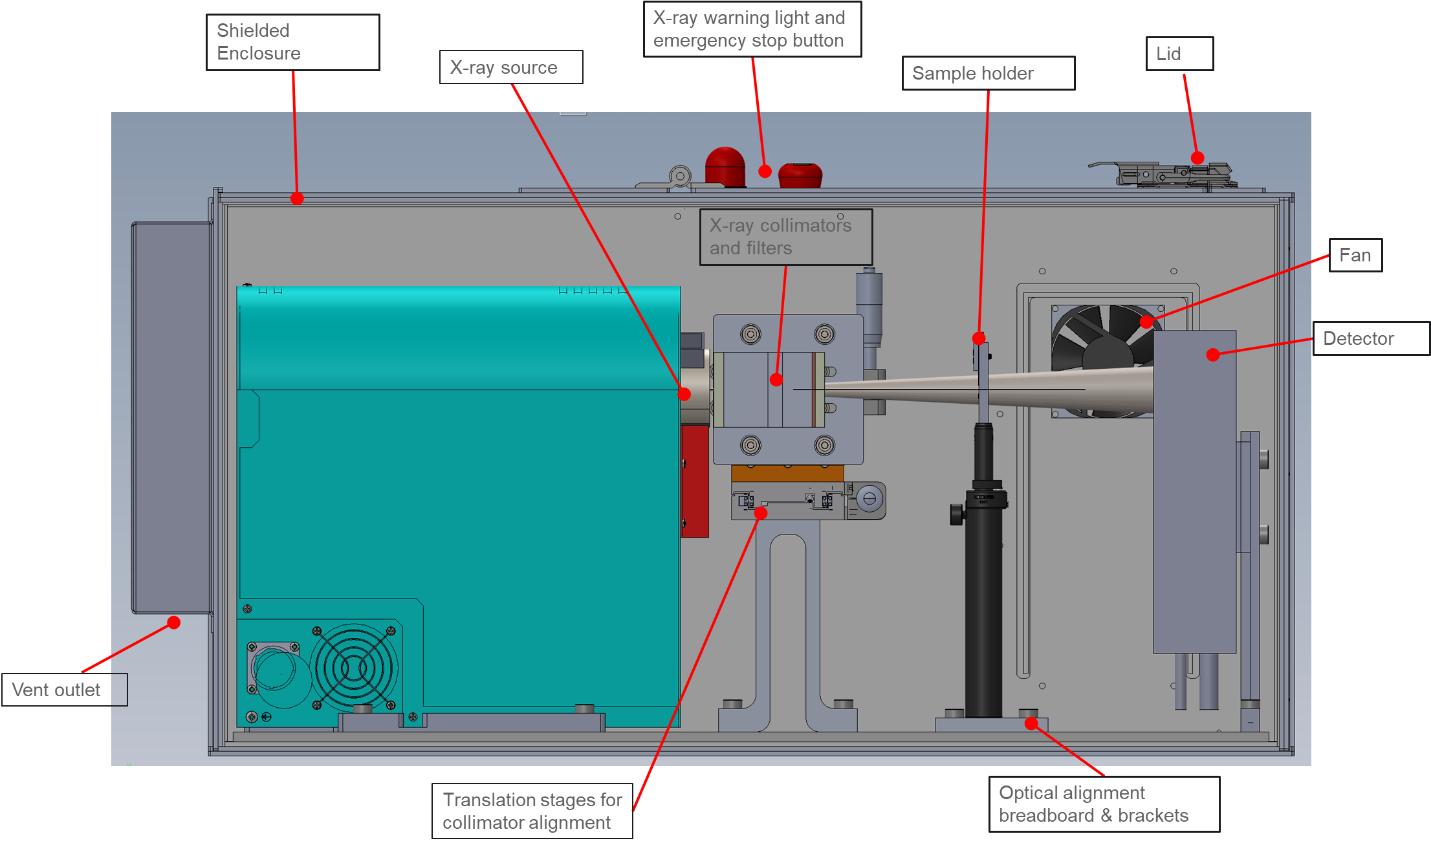 Shielded
Enclosure
X-ray source
X-ray warning light and
emergency stop button
Sample holder
Lid
X-ray collimators
and filters
Fan
Detector
Vent outlet
Translation stages for
collimator alignment
Optical alignment
breadboard & brackets